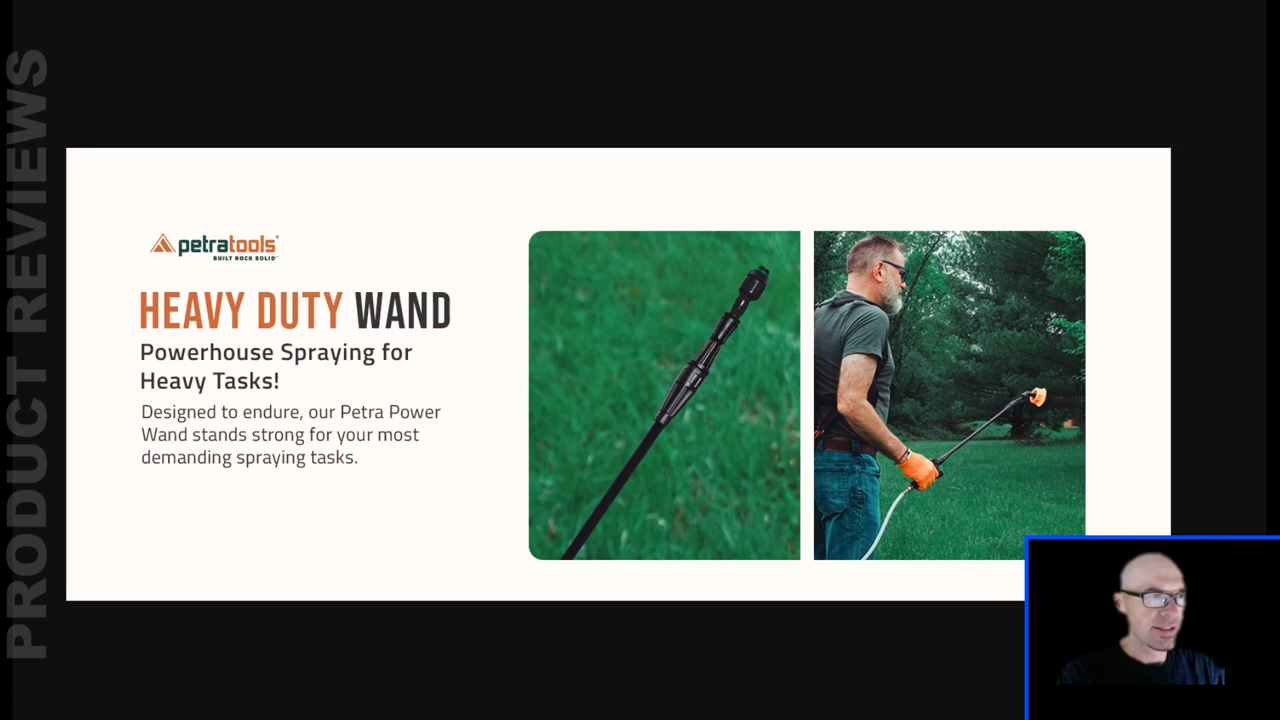 PRODUCT REVIEWS
petratools®
BUILT ROCK SOLID™
HEAVY DUTY WAND
Powerhouse Spraying for
Heavy Tasks!
Designed to endure, our Petra Power
Wand stands strong for your most
demanding spraying tasks.